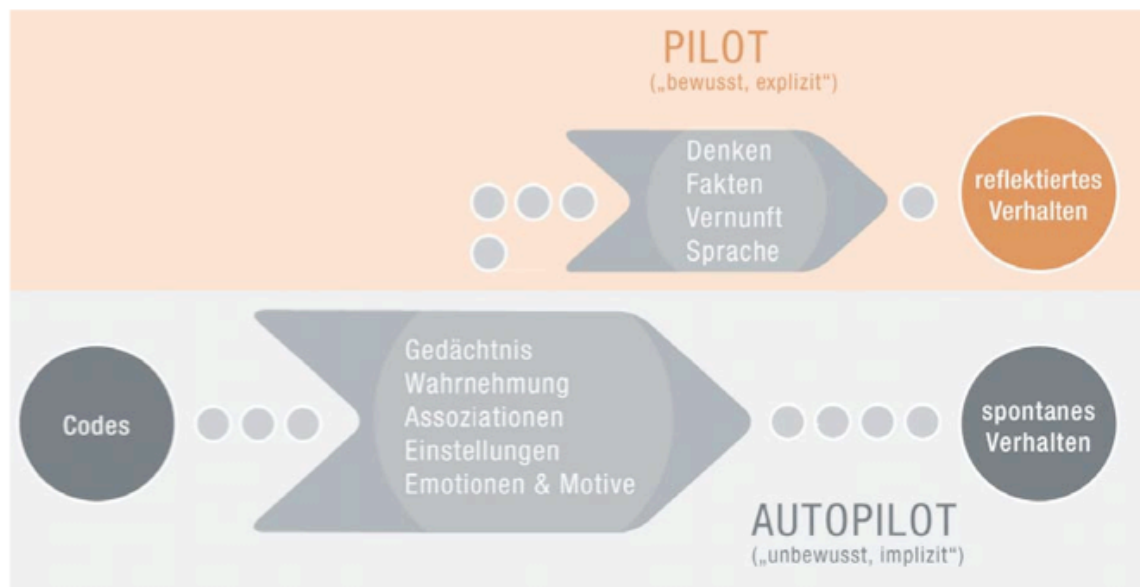 PILOT
(„bewusst, explizit“)
Denken
Fakten
Vernunft
Sprache
reflektiertes
Verhalten
Codes
Gedächtnis
Wahrnehmung
Assoziationen
Einstellungen
Emotionen & Motive
spontanes
Verhalten
AUTOPILOT
(„unbewusst, implizit“)